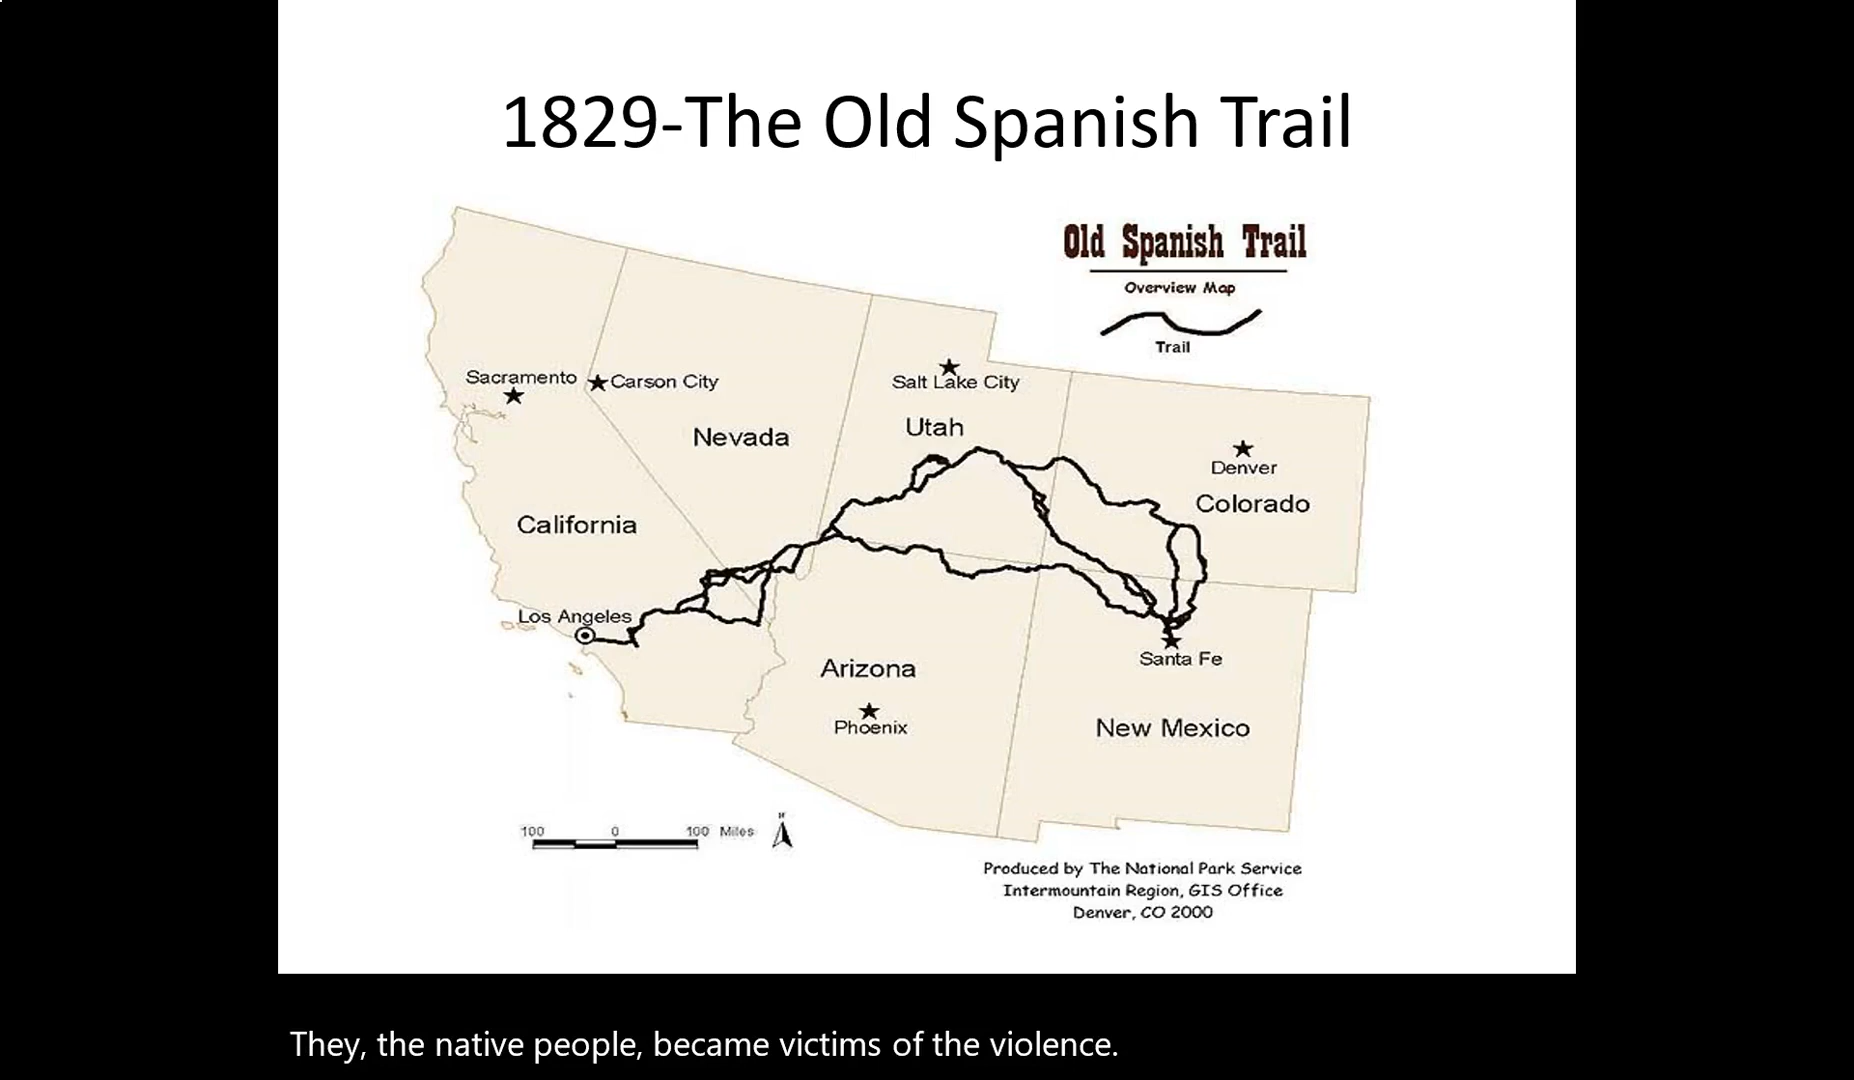 1829-The Old Spanish Trail
Old Spanish Trail
Overview Map
Trail
Sacramento
Carson City
Salt Lake City
Utah
Nevada
Denver
Colorado
California
Los Angeles
Santa Fe
Arizona
Phoenix
New Mexico
100 0 100 Miles
N
Produced by The National Park Service
Intermountain Region, GIS Office
Denver, CO 2000
They, the native people, became victims of the violence.